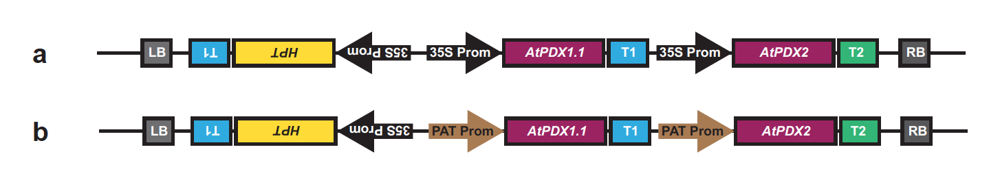 a LB T1 HPT 35S Prom 35S Prom AtPDX1.1 T1 35S Prom AtPDX2 T2 RB
b LB T1 HPT 35S Prom PAT Prom AtPDX1.1 T1 PAT Prom AtPDX2 T2 RB